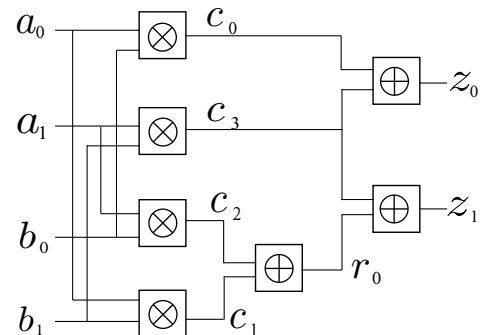 a₀ c₀
z₀
a₁ c₃
b₀ c₂ z₁
r₀
b₁ c₁